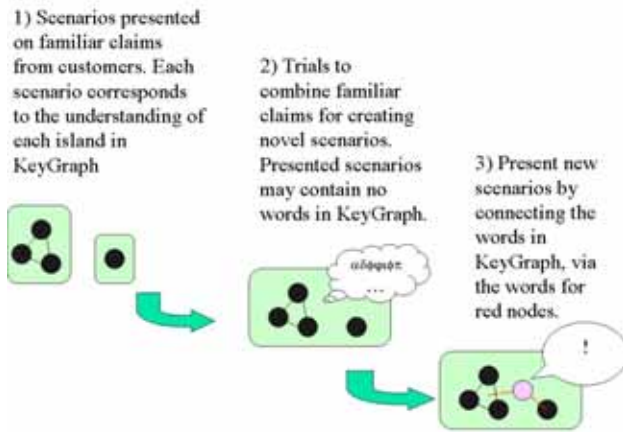 1) Scenarios presented
on familiar claims
from customers. Each
scenario corresponds
to the understanding of
each island in
KeyGraph
2) Trials to
combine familiar
claims for creating
novel scenarios.
Presented scenarios
may contain no
words in KeyGraph.
3) Present new
scenarios by
connecting the
words in
KeyGraph, via
the words for
red nodes.
...
!